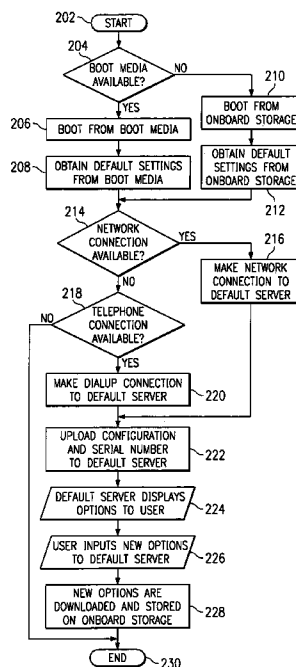 202
START
204
BOOT MEDIA
AVAILABLE?
NO
YES
210
BOOT FROM
ONBOARD
STORAGE
206
BOOT FROM BOOT MEDIA
208
OBTAIN DEFAULT SETTINGS
FROM BOOT MEDIA
OBTAIN DEFAULT
SETTINGS FROM
ONBOARD STORAGE
212
214
NETWORK
CONNECTION
AVAILABLE?
YES
NO
216
MAKE NETWORK
CONNECTION TO
DEFAULT SERVER
218
NO
TELEPHONE
CONNECTION
AVAILABLE?
YES
MAKE DIALUP CONNECTION
TO DEFAULT SERVER
220
UPLOAD CONFIGURATION
AND SERIAL NUMBER
TO DEFAULT SERVER
222
DEFAULT SERVER DISPLAYS
OPTIONS TO USER
224
USER INPUTS NEW OPTIONS
TO DEFAULT SERVER
226
NEW OPTIONS ARE
DOWNLOADED AND STORED
ON ONBOARD STORAGE
228
END
230